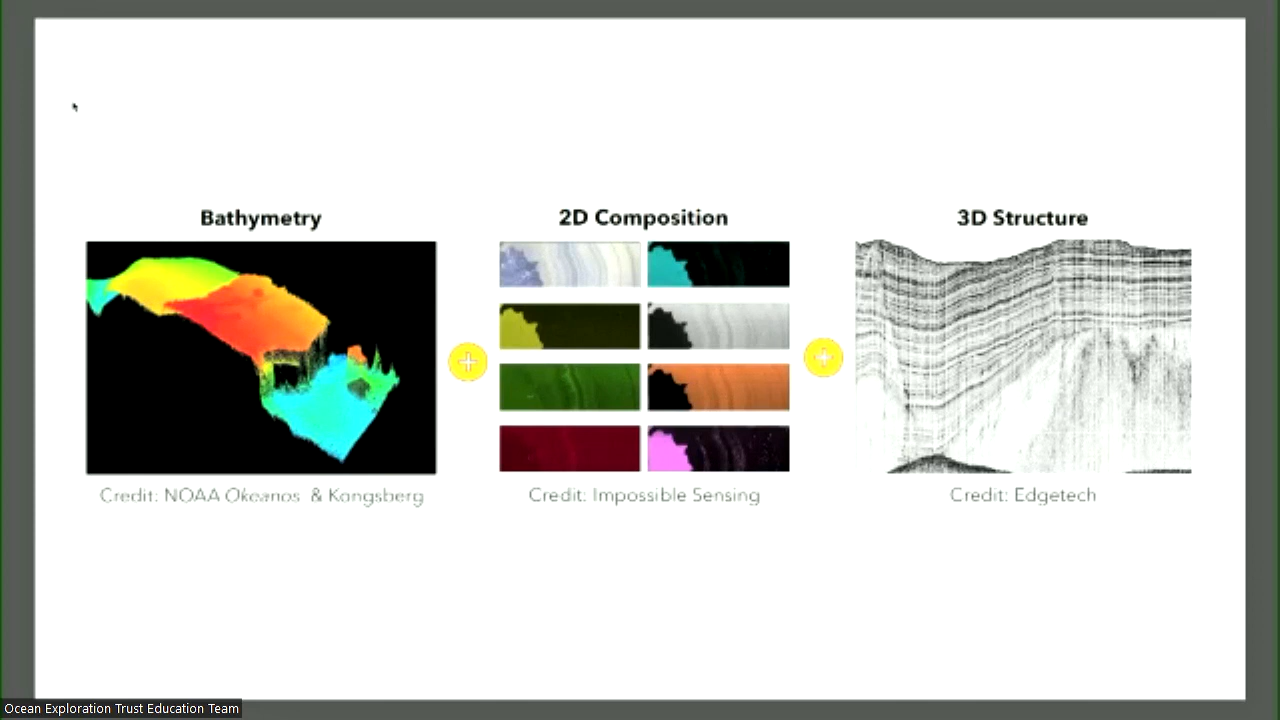 Bathymetry
2D Composition
3D Structure
Credit: NOAA Okeanos & Kongsberg
Credit: Impossible Sensing
Credit: Edgetech
Ocean Exploration Trust Education Team